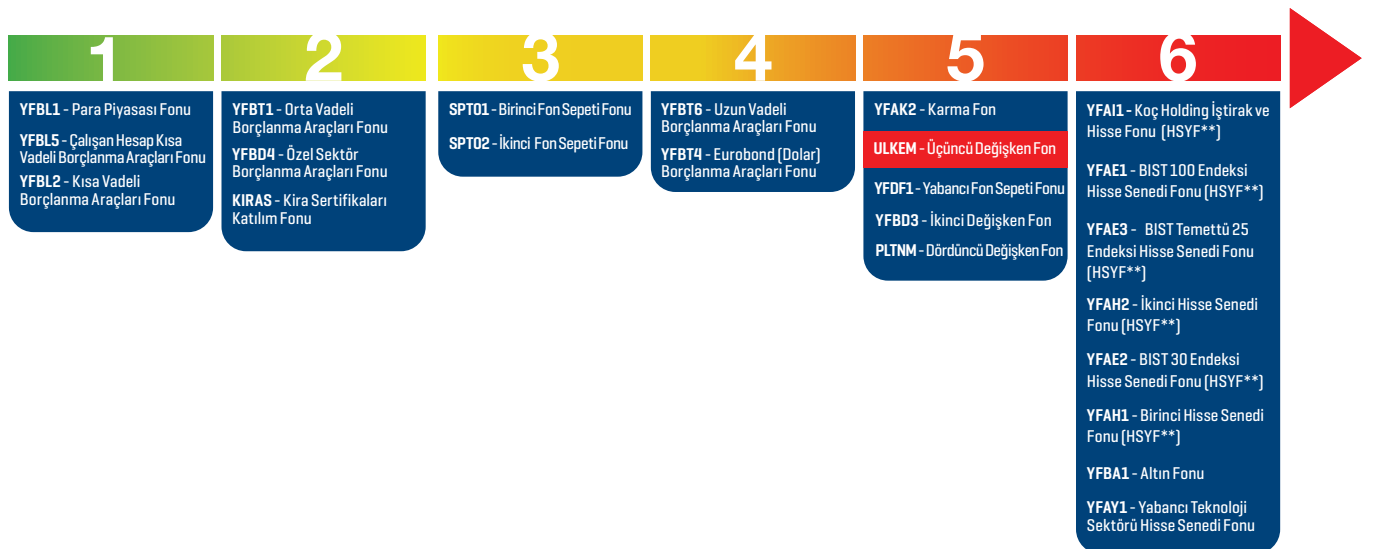 1
YFBL1 - Para Piyasası Fonu
YFBL5 - Çalışan Hesap Kısa
Vadeli Borçlanma Araçları Fonu
YFBL2 - Kısa Vadeli
Borçlanma Araçları Fonu
2
YFBT1 - Orta Vadeli
Borçlanma Araçları Fonu
YFBD4 - Özel Sektör
Borçlanma Araçları Fonu
KIRAS - Kira Sertifikaları
Katılım Fonu
3
SPT01 - Birinci Fon Sepeti Fonu
SPT02 - İkinci Fon Sepeti Fonu
4
YFBT6 - Uzun Vadeli
Borçlanma Araçları Fonu
YFBT4 - Eurobond (Dolar)
Borçlanma Araçları Fonu
5
YFAK2 - Karma Fon
ULKEM - Üçüncü Değişken Fon
YFDF1 - Yabancı Fon Sepeti Fonu
YFBD3 - İkinci Değişken Fon
PLTNM - Dördüncü Değişken Fon
6
YFAI1 - Koç Holding İştirak ve
Hisse Fonu (HSYF**)
YFAE1 - BIST 100 Endeksi
Hisse Senedi Fonu (HSYF**)
YFAE3 - BIST Temettü 25
Endeksi Hisse Senedi Fonu
(HSYF**)
YFAH2 - İkinci Hisse Senedi
Fonu (HSYF**)
YFAE2 - BIST 30 Endeksi
Hisse Senedi Fonu (HSYF**)
YFAH1 - Birinci Hisse Senedi
Fonu (HSYF**)
YFBA1 - Altın Fonu
YFAY1 - Yabancı Teknoloji
Sektörü Hisse Senedi Fonu